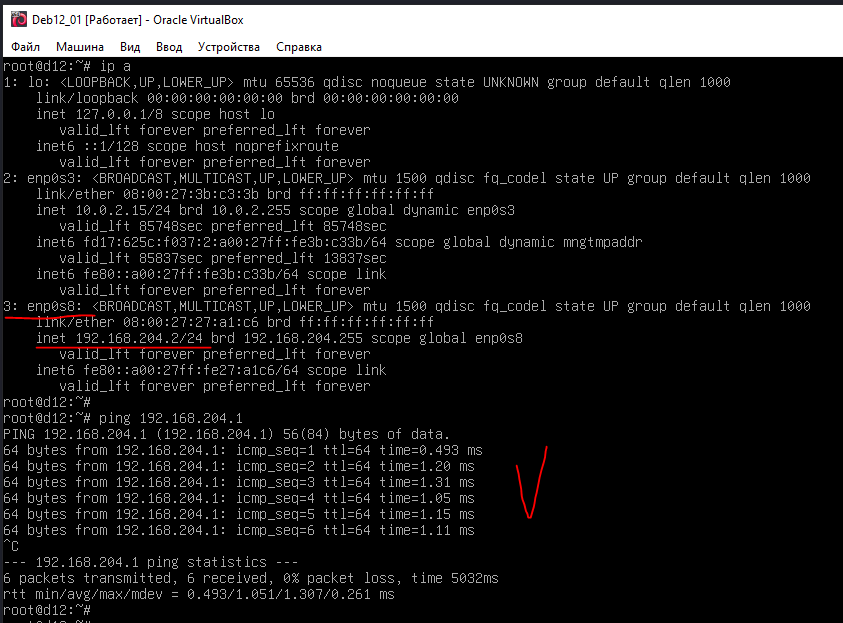 Deb12_01 [Работает] - Oracle VirtualBox
Файл Машина Вид Ввод Устройства Справка
root@d12:~# ip a
1: lo: <LOOPBACK,UP,LOWER_UP> mtu 65536 qdisc noqueue state UNKNOWN group default qlen 1000
    link/loopback 00:00:00:00:00:00 brd 00:00:00:00:00:00
    inet 127.0.0.1/8 scope host lo
       valid_lft forever preferred_lft forever
    inet6 ::1/128 scope host noprefixroute
       valid_lft forever preferred_lft forever
2: enp0s3: <BROADCAST,MULTICAST,UP,LOWER_UP> mtu 1500 qdisc fq_codel state UP group default qlen 1000
    link/ether 08:00:27:3b:c3:3b brd ff:ff:ff:ff:ff:ff
    inet 10.0.2.15/24 brd 10.0.2.255 scope global dynamic enp0s3
       valid_lft 85748sec preferred_lft 85748sec
    inet6 fd17:625c:f037:2:a00:27ff:fe3b:c33b/64 scope global dynamic mngtmpaddr
       valid_lft 85837sec preferred_lft 13837sec
    inet6 fe80::a00:27ff:fe3b:c33b/64 scope link
       valid_lft forever preferred_lft forever
3: enp0s8: <BROADCAST,MULTICAST,UP,LOWER_UP> mtu 1500 qdisc fq_codel state UP group default qlen 1000
    link/ether 08:00:27:27:a1:c6 brd ff:ff:ff:ff:ff:ff
    inet 192.168.204.2/24 brd 192.168.204.255 scope global enp0s8
       valid_lft forever preferred_lft forever
    inet6 fe80::a00:27ff:fe27:a1c6/64 scope link
       valid_lft forever preferred_lft forever
root@d12:~#
root@d12:~# ping 192.168.204.1
PING 192.168.204.1 (192.168.204.1) 56(84) bytes of data.
64 bytes from 192.168.204.1: icmp_seq=1 ttl=64 time=0.493 ms
64 bytes from 192.168.204.1: icmp_seq=2 ttl=64 time=1.20 ms
64 bytes from 192.168.204.1: icmp_seq=3 ttl=64 time=1.31 ms
64 bytes from 192.168.204.1: icmp_seq=4 ttl=64 time=1.05 ms
64 bytes from 192.168.204.1: icmp_seq=5 ttl=64 time=1.15 ms
64 bytes from 192.168.204.1: icmp_seq=6 ttl=64 time=1.11 ms
^C
--- 192.168.204.1 ping statistics ---
6 packets transmitted, 6 received, 0% packet loss, time 5032ms
rtt min/avg/max/mdev = 0.493/1.051/1.307/0.261 ms
root@d12:~#